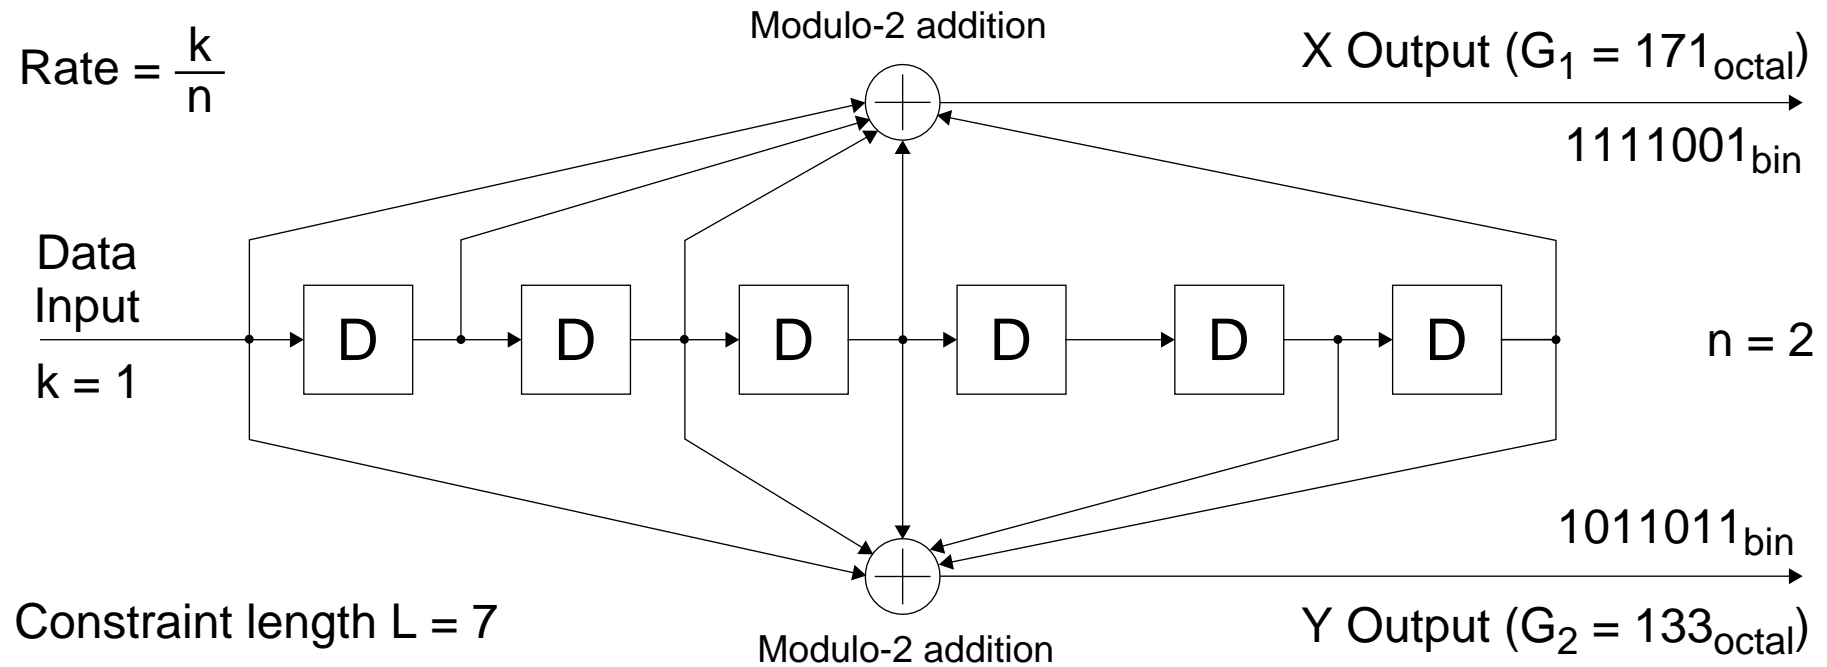 Modulo-2 addition
Rate = k/n
X Output (G1 = 171octal)
1111001bin
Data
Input
k = 1
D D D D D D
n = 2
1011011bin
Constraint length L = 7
Y Output (G2 = 133octal)
Modulo-2 addition